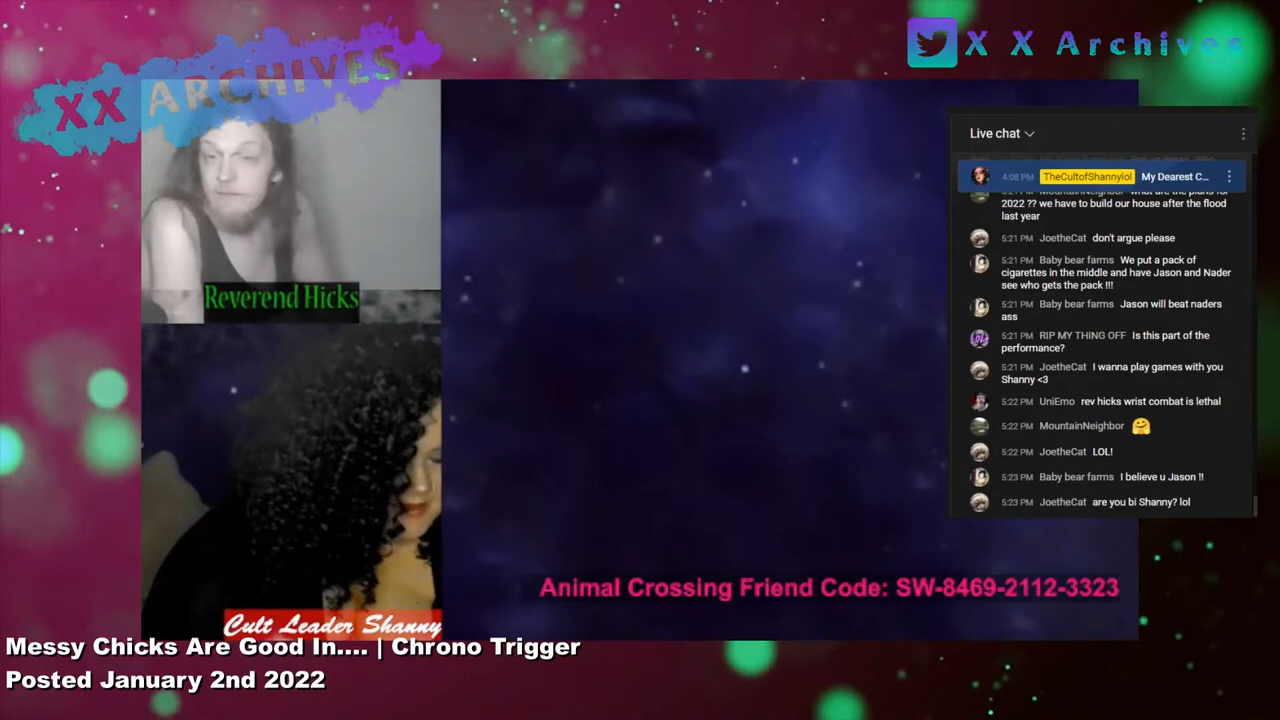 XX ARCHIVES
X X Archives
Reverend Hicks
Cult Leader Shanny
Live chat
4:08 PM TheCultofShannylol My Dearest C...
5:21 PM MountainNeighbor what are the plans for
2022 ?? we have to build our house after the flood
last year
5:21 PM JoetheCat don't argue please
5:21 PM Baby bear farms We put a pack of
cigarettes in the middle and have Jason and Nader
see who gets the pack !!!
5:21 PM Baby bear farms Jason will beat naders
ass
5:21 PM RIP MY THING OFF Is this part of the
performance?
5:21 PM JoetheCat I wanna play games with you
Shanny <3
5:22 PM UniEmo rev hicks wrist combat is lethal
5:22 PM MountainNeighbor 🤗
5:22 PM JoetheCat LOL!
5:23 PM Baby bear farms I believe u Jason !!
5:23 PM JoetheCat are you bi Shanny? lol
Animal Crossing Friend Code: SW-8469-2112-3323
Messy Chicks Are Good In.... | Chrono Trigger
Posted January 2nd 2022